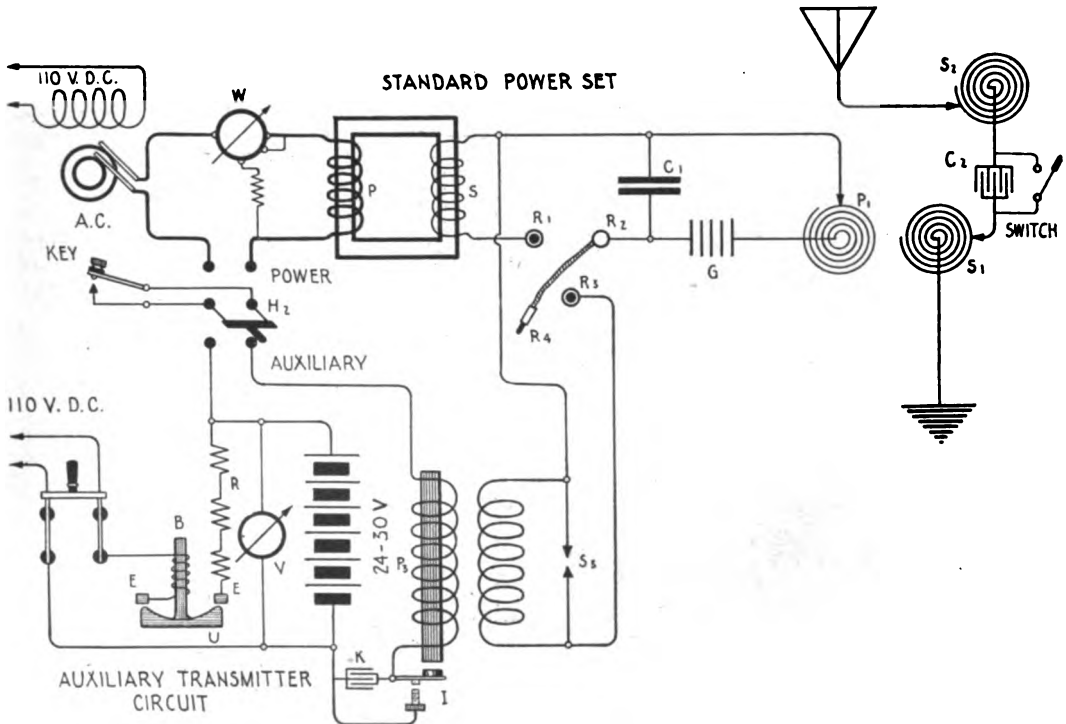 110 V. D.C.
W
STANDARD POWER SET
S2
A.C.
P
S
C1
C2
SWITCH
R1
R2
P1
S1
G
KEY
POWER
H2
R3
R4
AUXILIARY
110 V. D.C.
R
B
24-30 V
P3
S3
V
E
E
U
K
I
AUXILIARY TRANSMITTER
CIRCUIT